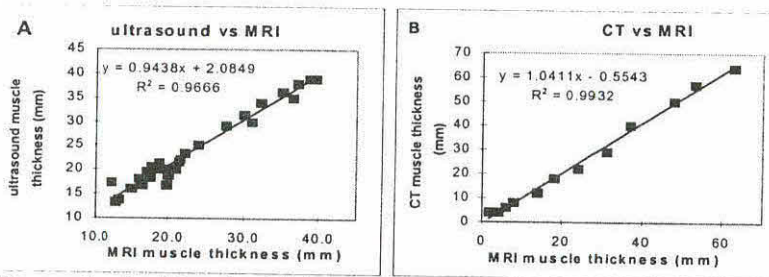 A
ultrasound vs MRI
y = 0.9438x + 2.0849
R² = 0.9666
ultrasound muscle
thickness (mm)
45
40
35
30
25
20
15
10
10.0 20.0 30.0 40.0
MRI muscle thickness (mm)
B
CT vs MRI
y = 1.0411x - 0.5543
R² = 0.9932
CT muscle thickness
(mm)
70
60
50
40
30
20
10
0
0 20 40 60
MRI muscle thickness (mm)